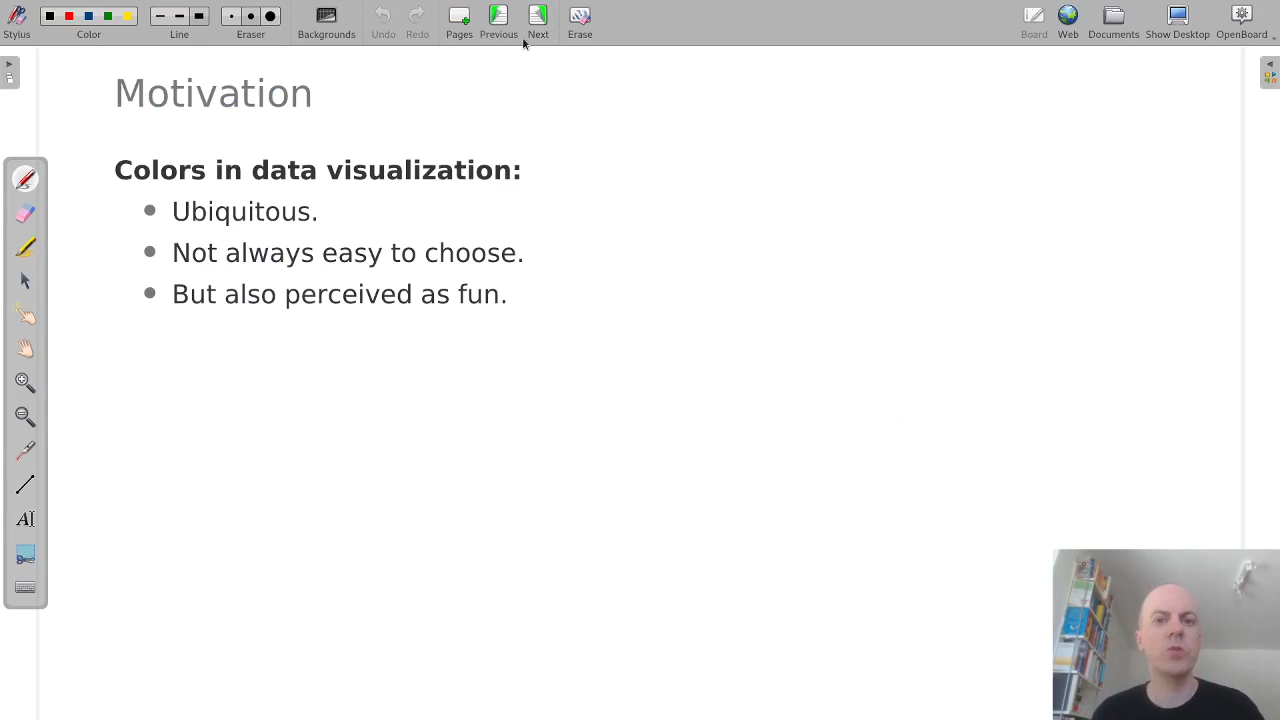 Stylus
Color
Line
Eraser
Backgrounds
Undo
Redo
Pages
Previous
Next
Erase
Board
Web
Documents
Show Desktop
OpenBoard
Motivation
Colors in data visualization:
Ubiquitous.
Not always easy to choose.
But also perceived as fun.
AI